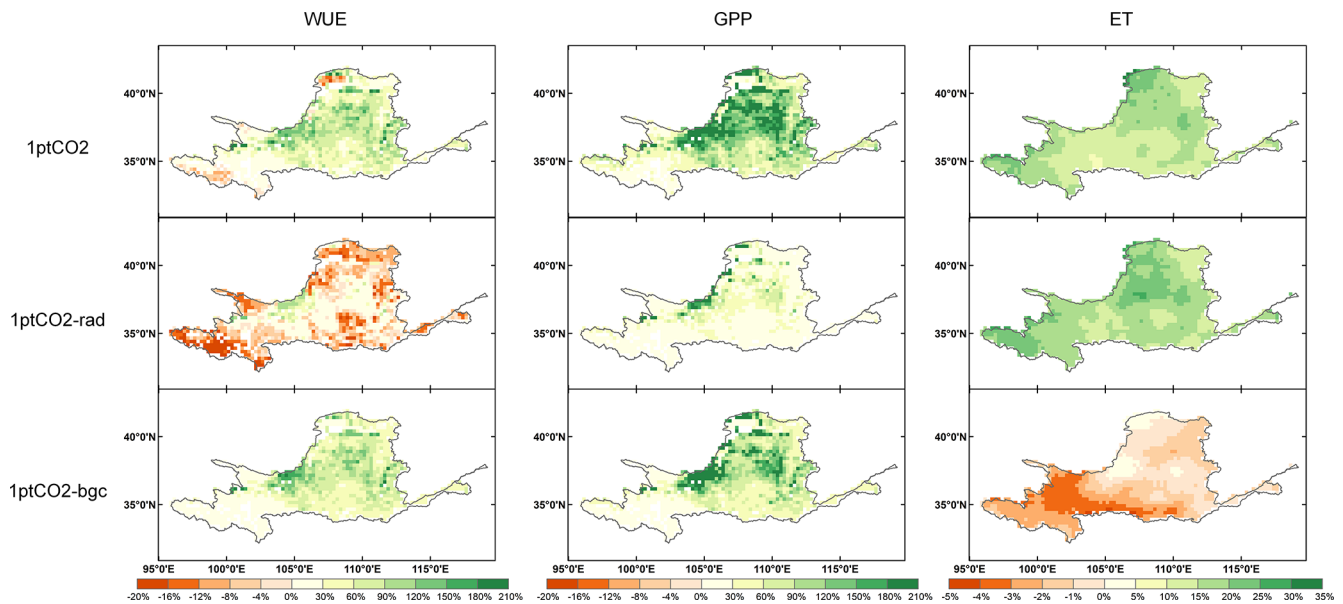 WUE GPP ET
40°0'N 40°0'N 40°0'N
1ptCO2
35°0'N 35°0'N 35°0'N
40°0'N 40°0'N 40°0'N
1ptCO2-rad
35°0'N 35°0'N 35°0'N
40°0'N 40°0'N 40°0'N
1ptCO2-bgc
35°0'N 35°0'N 35°0'N
95°0'E 100°0'E 105°0'E 110°0'E 115°0'E 95°0'E 100°0'E 105°0'E 110°0'E 115°0'E 95°0'E 100°0'E 105°0'E 110°0'E 115°0'E
-20% -16% -12% -8% -4% 0% 30% 60% 90% 120% 150% 180% 210% -20% -16% -12% -8% -4% 0% 30% 60% 90% 120% 150% 180% 210% -5% -4% -3% -2% -1% 0% 5% 10% 15% 20% 25% 30% 35%